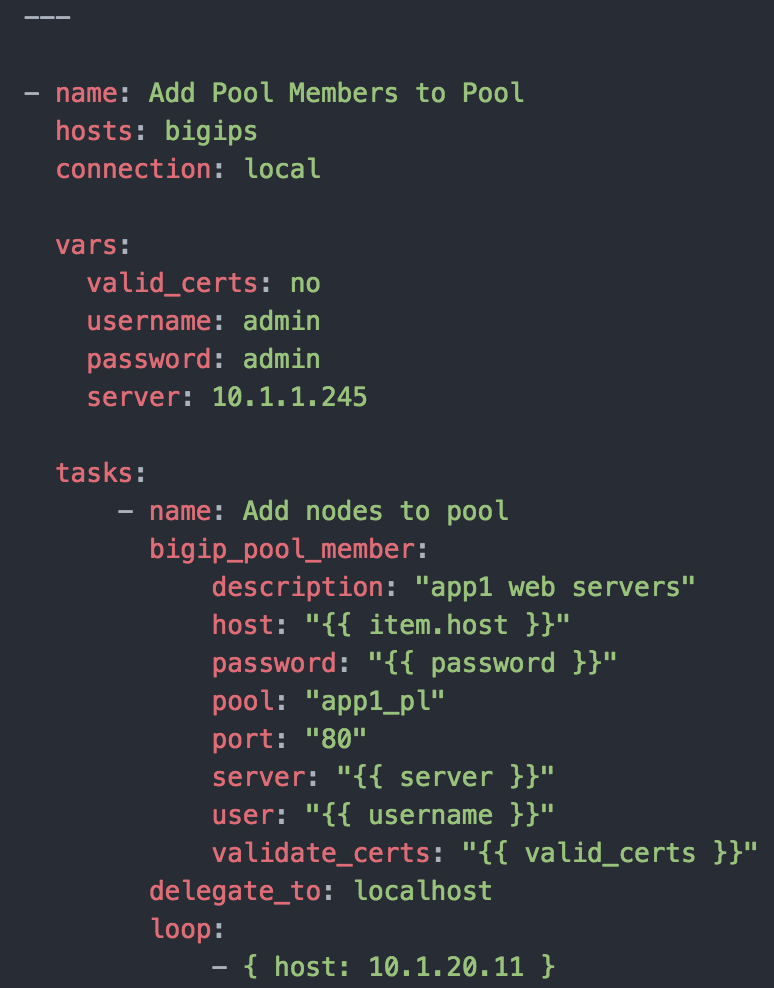 ---
- name: Add Pool Members to Pool
  hosts: bigips
  connection: local
  vars:
    valid_certs: no
    username: admin
    password: admin
    server: 10.1.1.245
  tasks:
      - name: Add nodes to pool
        bigip_pool_member:
            description: "app1 web servers"
            host: "{{ item.host }}"
            password: "{{ password }}"
            pool: "app1_pl"
            port: "80"
            server: "{{ server }}"
            user: "{{ username }}"
            validate_certs: "{{ valid_certs }}"
        delegate_to: localhost
        loop:
            - { host: 10.1.20.11 }